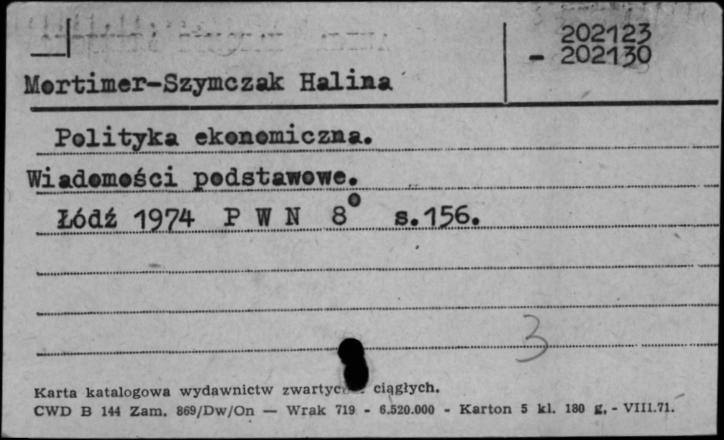 202123
- 202130
Mortimer-Szymczak Halina
Polityka ekonomiczna.
Wiadomości podstawowe.
Łódź 1974 P W N 8° s.156.
3
Karta katalogowa wydawnictw ciągłych.
CWD B 144 Zam. 869/Dw/On — Wrak 719 - 6.520.000 - Karton 5 kl. 180 g. - VIII.71.